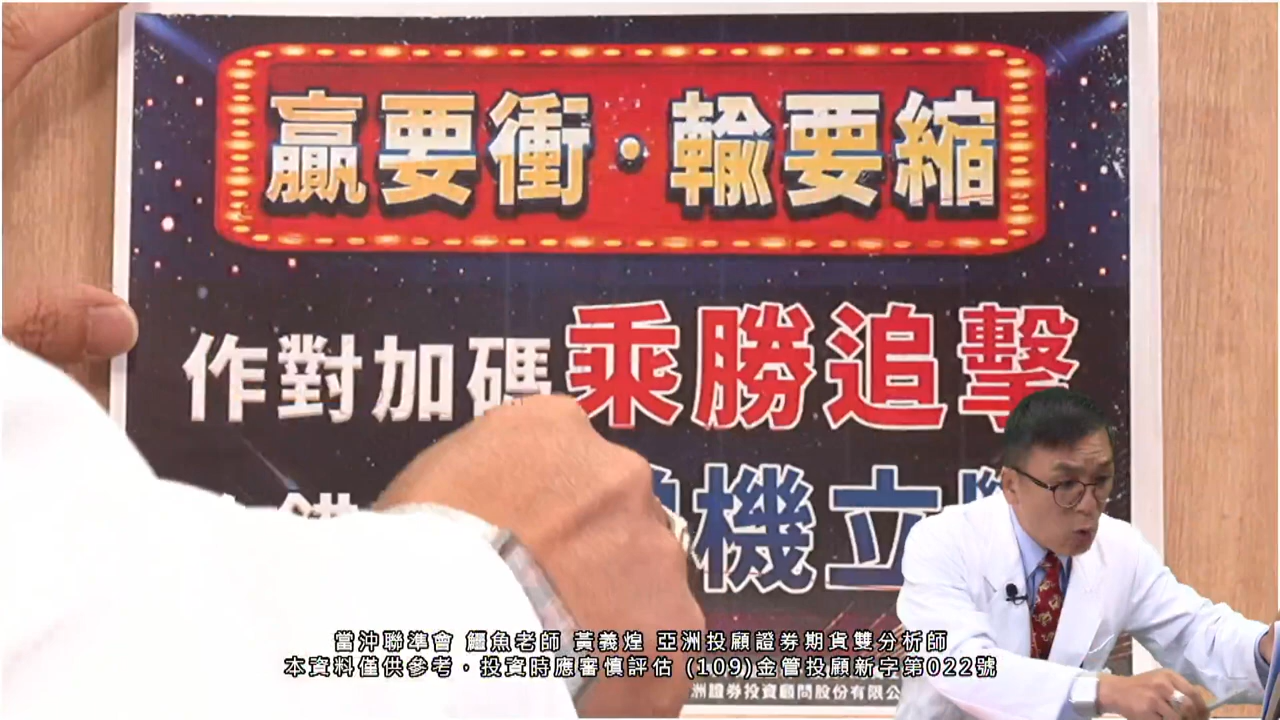 贏要衝·輸要縮
作對加碼乘勝追擊
錯 機立
當沖聯準會 鱷魚老師 黃義煌 亞洲投顧證券期貨雙分析師
本資料僅供參考，投資時應審慎評估 (109)金管投顧新字第022號
洲證券投資顧問股份有限公